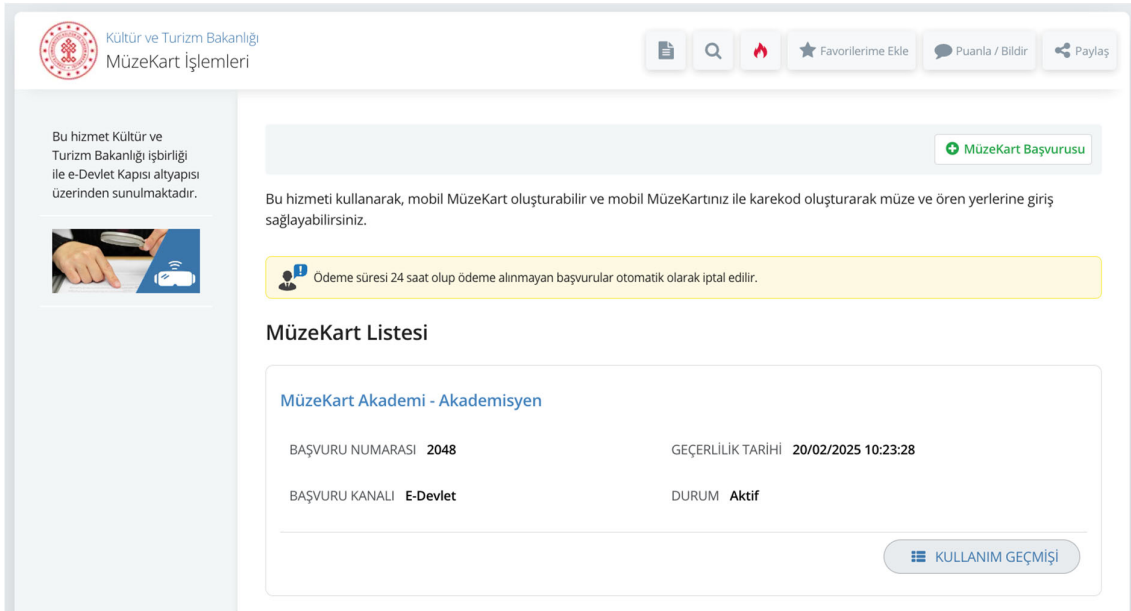 Kültür ve Turizm Bakanlığı
MüzeKart İşlemleri
Favorilerime Ekle
Puanla / Bildir
Paylaş
Bu hizmet Kültür ve
Turizm Bakanlığı işbirliği
ile e-Devlet Kapısı altyapısı
üzerinden sunulmaktadır.
MüzeKart Başvurusu
Bu hizmeti kullanarak, mobil MüzeKart oluşturabilir ve mobil MüzeKartınız ile karekod oluşturarak müze ve ören yerlerine giriş
sağlayabilirsiniz.
Ödeme süresi 24 saat olup ödeme alınmayan başvurular otomatik olarak iptal edilir.
MüzeKart Listesi
MüzeKart Akademi - Akademisyen
BAŞVURU NUMARASI 2048
GEÇERLİLİK TARİHİ 20/02/2025 10:23:28
BAŞVURU KANALI E-Devlet
DURUM Aktif
KULLANIM GEÇMİŞİ